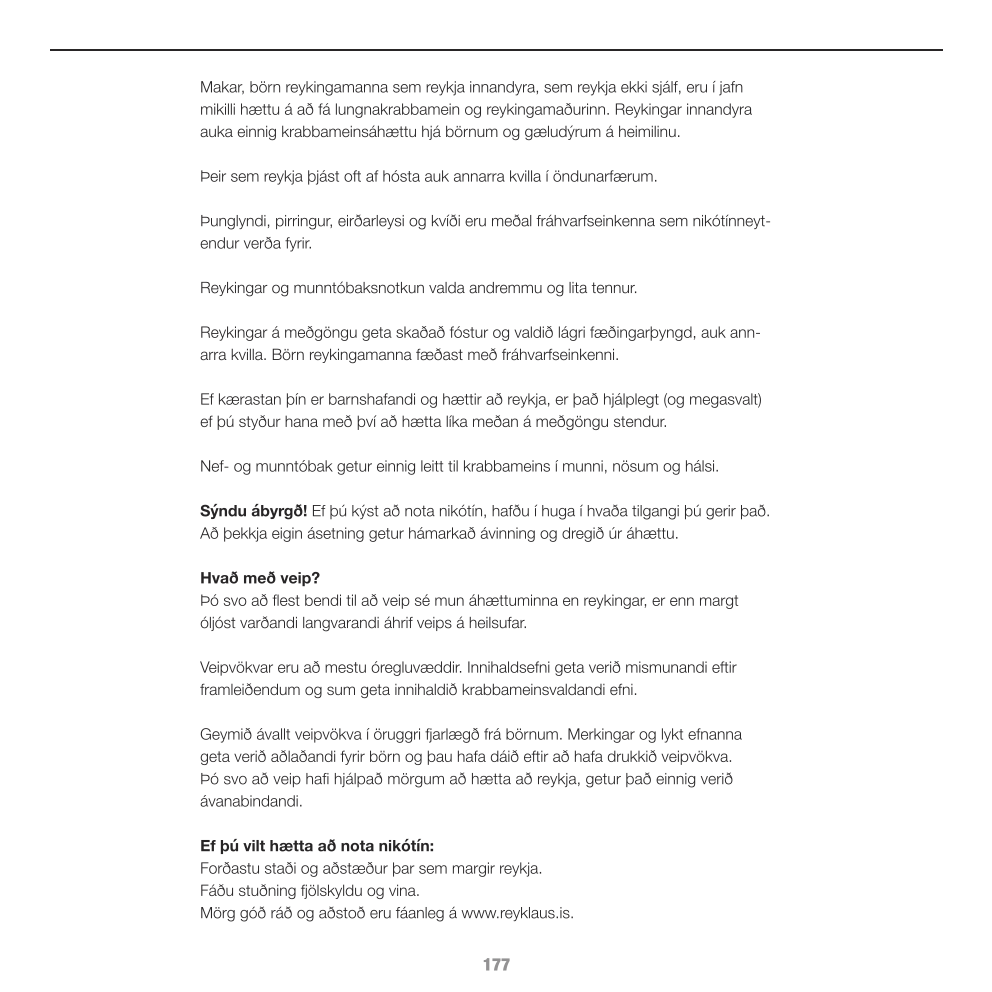 Makar, börn reykingamanna sem reykja innandyra, sem reykja ekki sjálf, eru í jafn
mikilli hættu á að fá lungnakrabbamein og reykingamaðurinn. Reykingar innandyra
auka einnig krabbameinsáhættu hjá börnum og gæludýrum á heimilinu.
Þeir sem reykja þjást oft af hósta auk annarra kvilla í öndunarfærum.
Þunglyndi, pirringur, eirðarleysi og kvíði eru meðal fráhvarfseinkenna sem nikótínneyt-
endur verða fyrir.
Reykingar og munntóbaksnotkun valda andremmu og lita tennur.
Reykingar á meðgöngu geta skaðað fóstur og valdið lágri fæðingarþyngd, auk ann-
arra kvilla. Börn reykingamanna fæðast með fráhvarfseinkenni.
Ef kærastan þín er barnshafandi og hættir að reykja, er það hjálplegt (og megasvalt)
ef þú styður hana með því að hætta líka meðan á meðgöngu stendur.
Nef- og munntóbak getur einnig leitt til krabbameins í munni, nösum og hálsi.
Sýndu ábyrgð! Ef þú kýst að nota nikótín, hafðu í huga í hvaða tilgangi þú gerir það.
Að þekkja eigin ásetning getur hámarkað ávinning og dregið úr áhættu.
Hvað með veip?
Þó svo að flest bendi til að veip sé mun áhættuminna en reykingar, er enn margt
óljóst varðandi langvarandi áhrif veips á heilsufar.
Veipvökvar eru að mestu óregluvæddir. Innihaldsefni geta verið mismunandi eftir
framleiðendum og sum geta innihaldið krabbameinsvaldandi efni.
Geymið ávallt veipvökva í öruggri fjarlægð frá börnum. Merkingar og lykt efnanna
geta verið aðlaðandi fyrir börn og þau hafa dáið eftir að hafa drukkið veipvökva.
Þó svo að veip hafi hjálpað mörgum að hætta að reykja, getur það einnig verið
ávanabindandi.
Ef þú vilt hætta að nota nikótín:
Forðastu staði og aðstæður þar sem margir reykja.
Fáðu stuðning fjölskyldu og vina.
Mörg góð ráð og aðstoð eru fáanleg á www.reyklaus.is.
177